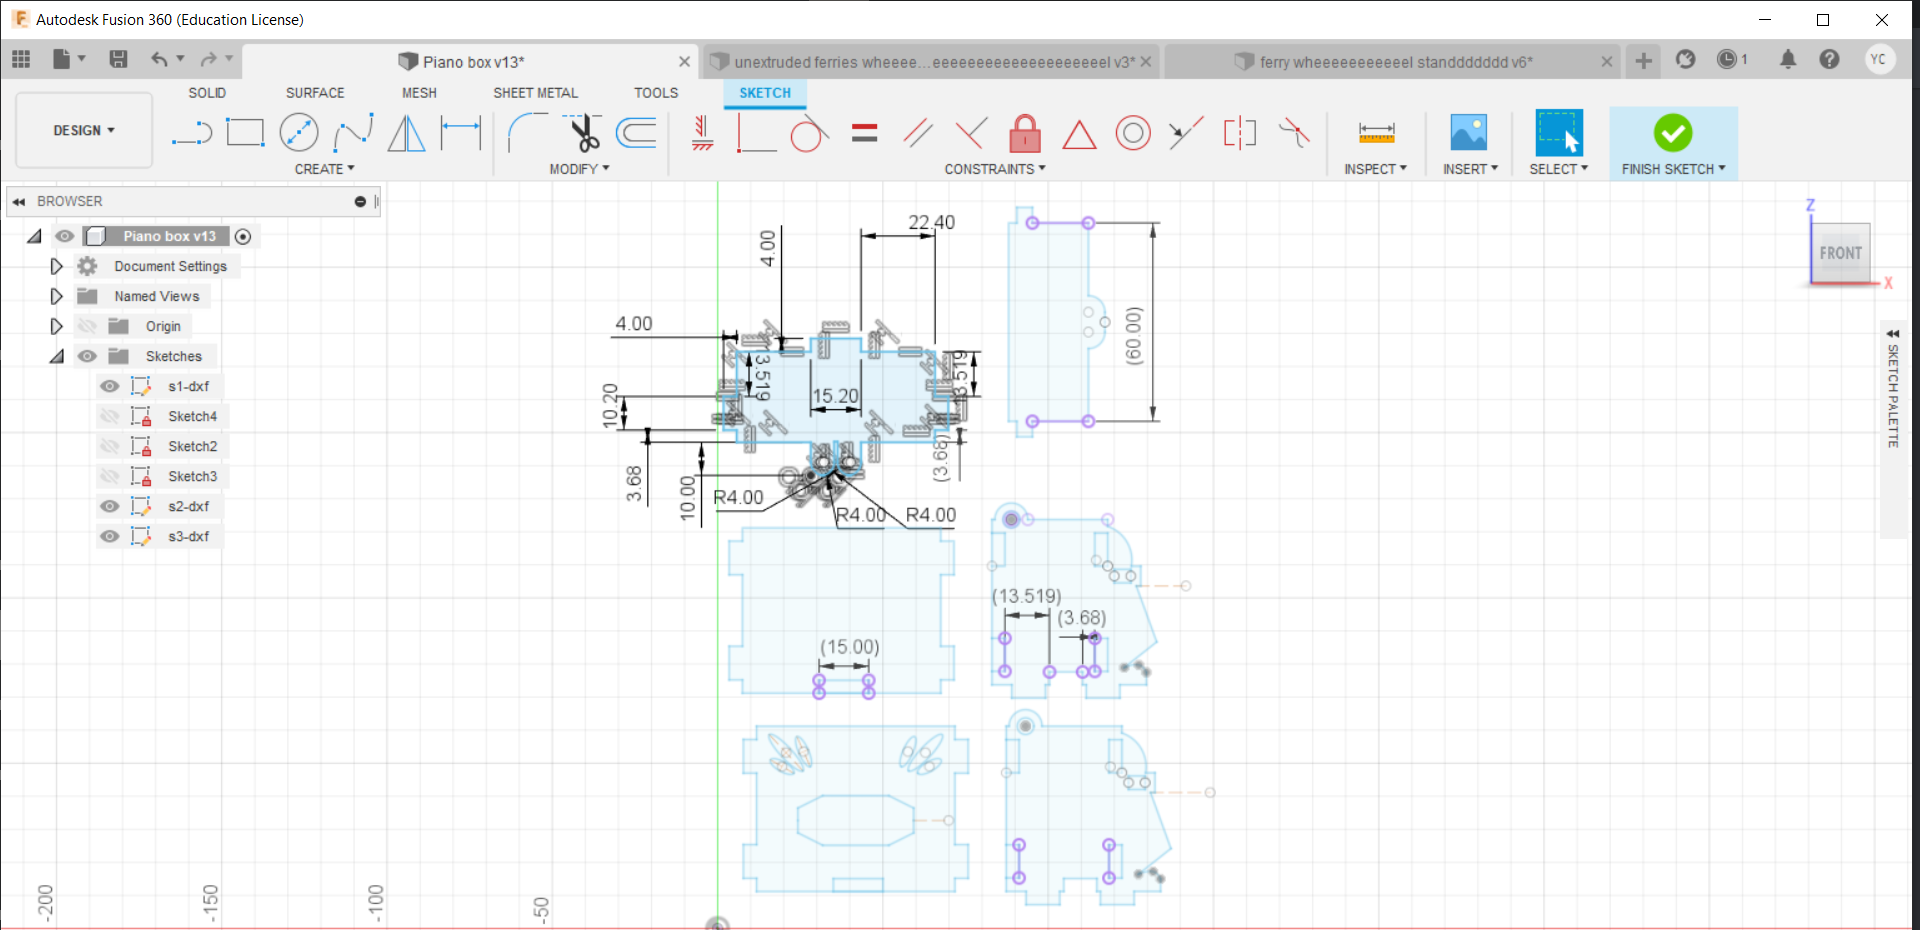 Autodesk Fusion 360 (Education License)
Piano box v13*
unextruded ferries wheeee...eeeeeeeeeeeeeeeeeeeel v3*
ferry wheeeeeeeeeeel standdddddd v6*
1
YC
DESIGN
SOLID
SURFACE
MESH
SHEET METAL
TOOLS
SKETCH
CREATE
MODIFY
CONSTRAINTS
INSPECT
INSERT
SELECT
FINISH SKETCH
BROWSER
Piano box v13
Document Settings
Named Views
Origin
Sketches
s1-dxf
Sketch4
Sketch2
Sketch3
s2-dxf
s3-dxf
22.40
4.00
4.00
3.519
3.519
15.20
10.20
3.68
10.00
(3.68)
R4.00
R4.00
R4.00
(60.00)
(13.519)
(3.68)
(15.00)
Z
FRONT
X
SKETCH PALETTE
-200
-150
-100
-50